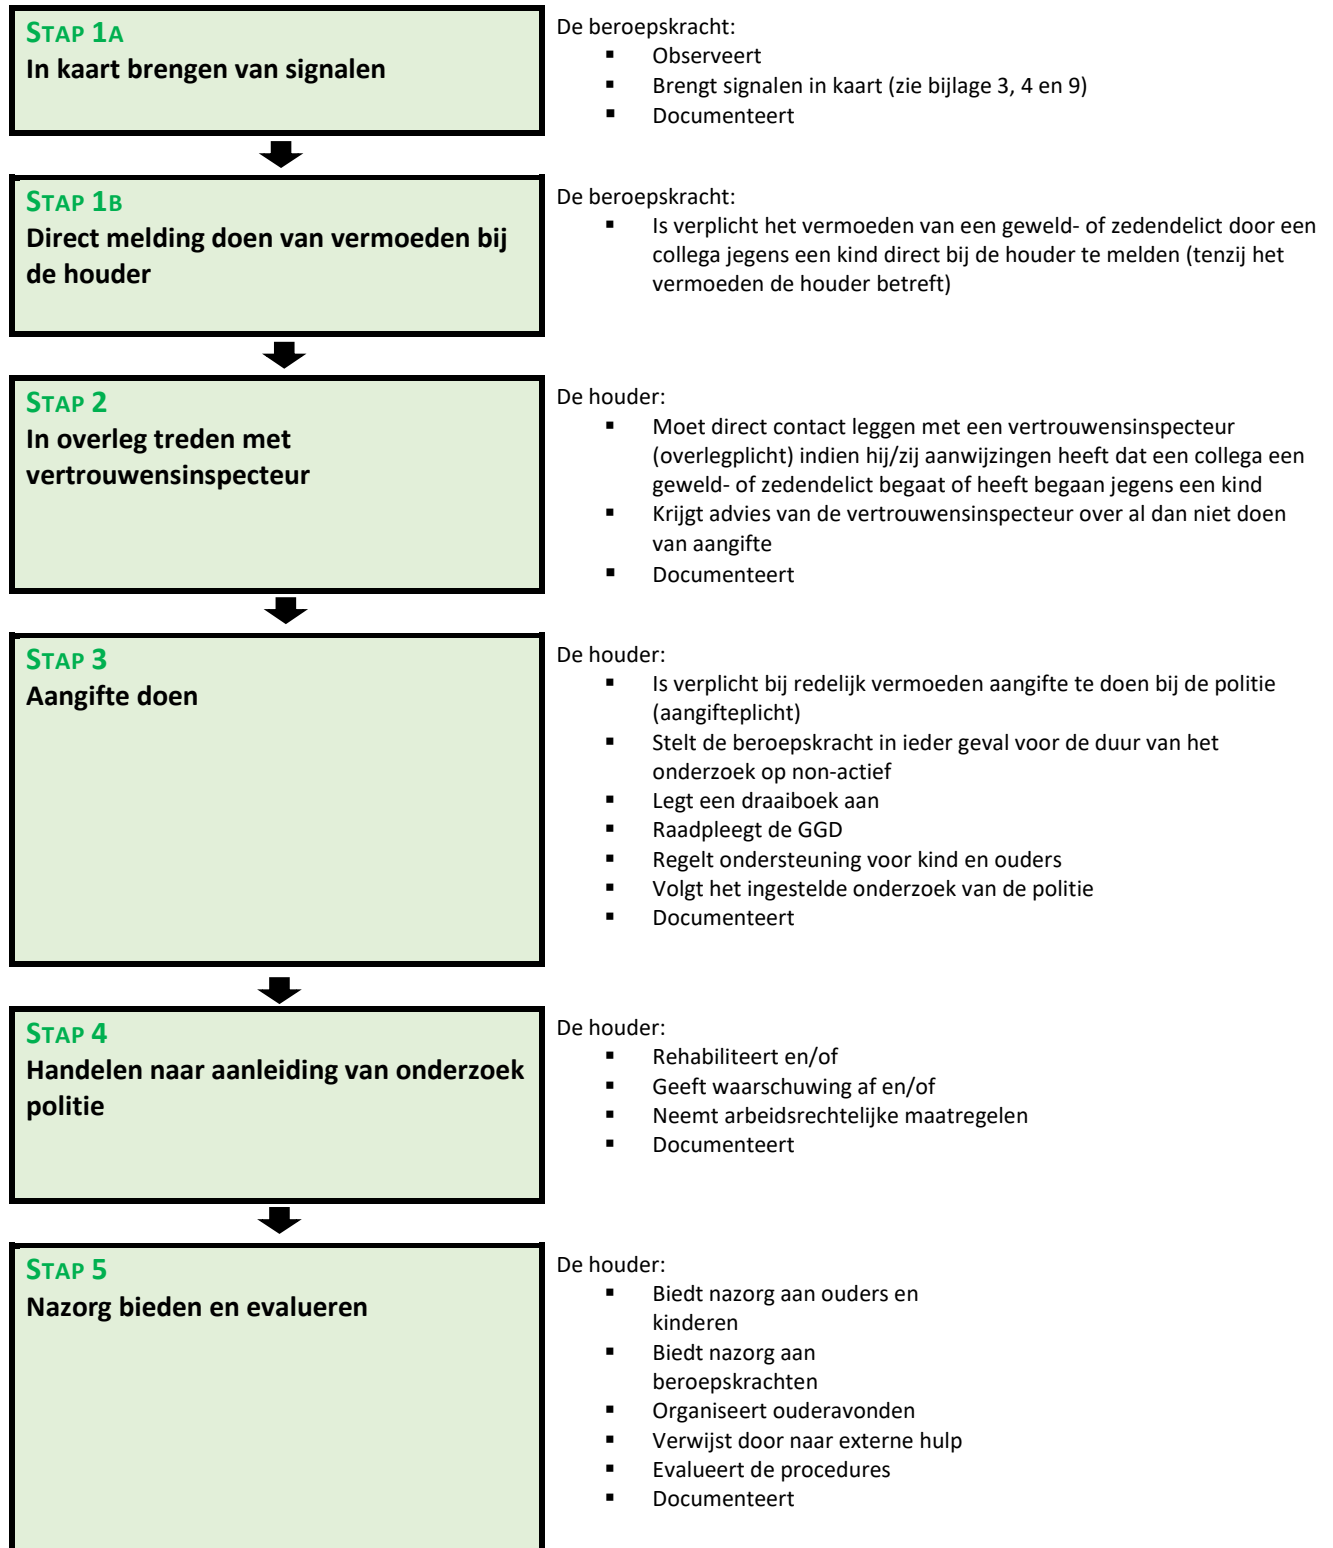 STAP 1A
In kaart brengen van signalen
De beroepskracht:
▪ Observeert
▪ Brengt signalen in kaart (zie bijlage 3, 4 en 9)
▪ Documenteert
STAP 1B
Direct melding doen van vermoeden bij
de houder
De beroepskracht:
▪ Is verplicht het vermoeden van een geweld- of zedendelict door een
collega jegens een kind direct bij de houder te melden (tenzij het
vermoeden de houder betreft)
STAP 2
In overleg treden met
vertrouwensinspecteur
De houder:
▪ Moet direct contact leggen met een vertrouwensinspecteur
(overlegplicht) indien hij/zij aanwijzingen heeft dat een collega een
geweld- of zedendelict begaat of heeft begaan jegens een kind
▪ Krijgt advies van de vertrouwensinspecteur over al dan niet doen
van aangifte
▪ Documenteert
STAP 3
Aangifte doen
De houder:
▪ Is verplicht bij redelijk vermoeden aangifte te doen bij de politie
(aangifteplicht)
▪ Stelt de beroepskracht in ieder geval voor de duur van het
onderzoek op non-actief
▪ Legt een draaiboek aan
▪ Raadpleegt de GGD
▪ Regelt ondersteuning voor kind en ouders
▪ Volgt het ingestelde onderzoek van de politie
▪ Documenteert
STAP 4
Handelen naar aanleiding van onderzoek
politie
De houder:
▪ Rehabiliteert en/of
▪ Geeft waarschuwing af en/of
▪ Neemt arbeidsrechtelijke maatregelen
▪ Documenteert
STAP 5
Nazorg bieden en evalueren
De houder:
▪ Biedt nazorg aan ouders en
kinderen
▪ Biedt nazorg aan
beroepskrachten
▪ Organiseert ouderavonden
▪ Verwijst door naar externe hulp
▪ Evalueert de procedures
▪ Documenteert